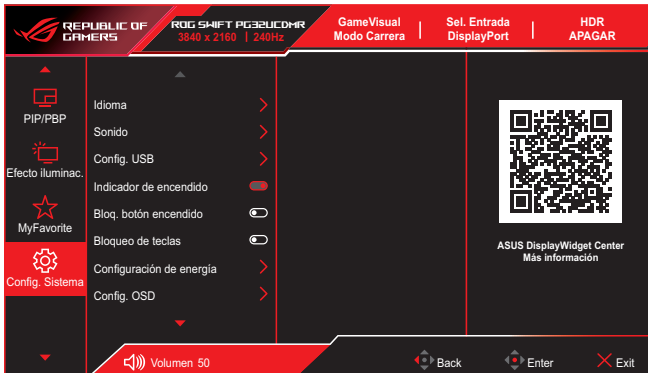 REPUBLIC OF
GAMERS
ROG SWIFT PG32UCDMR
3840 x 2160 | 240Hz
GameVisual
Modo Carrera
Sel. Entrada
DisplayPort
HDR
APAGAR
PIP/PBP
Efecto iluminac.
MyFavorite
Config. Sistema
Idioma
Sonido
Config. USB
Indicador de encendido
Bloq. botón encendido
Bloqueo de teclas
Configuración de energía
Config. OSD
ASUS DisplayWidget Center
Más información
Volumen 50
Back
Enter
Exit